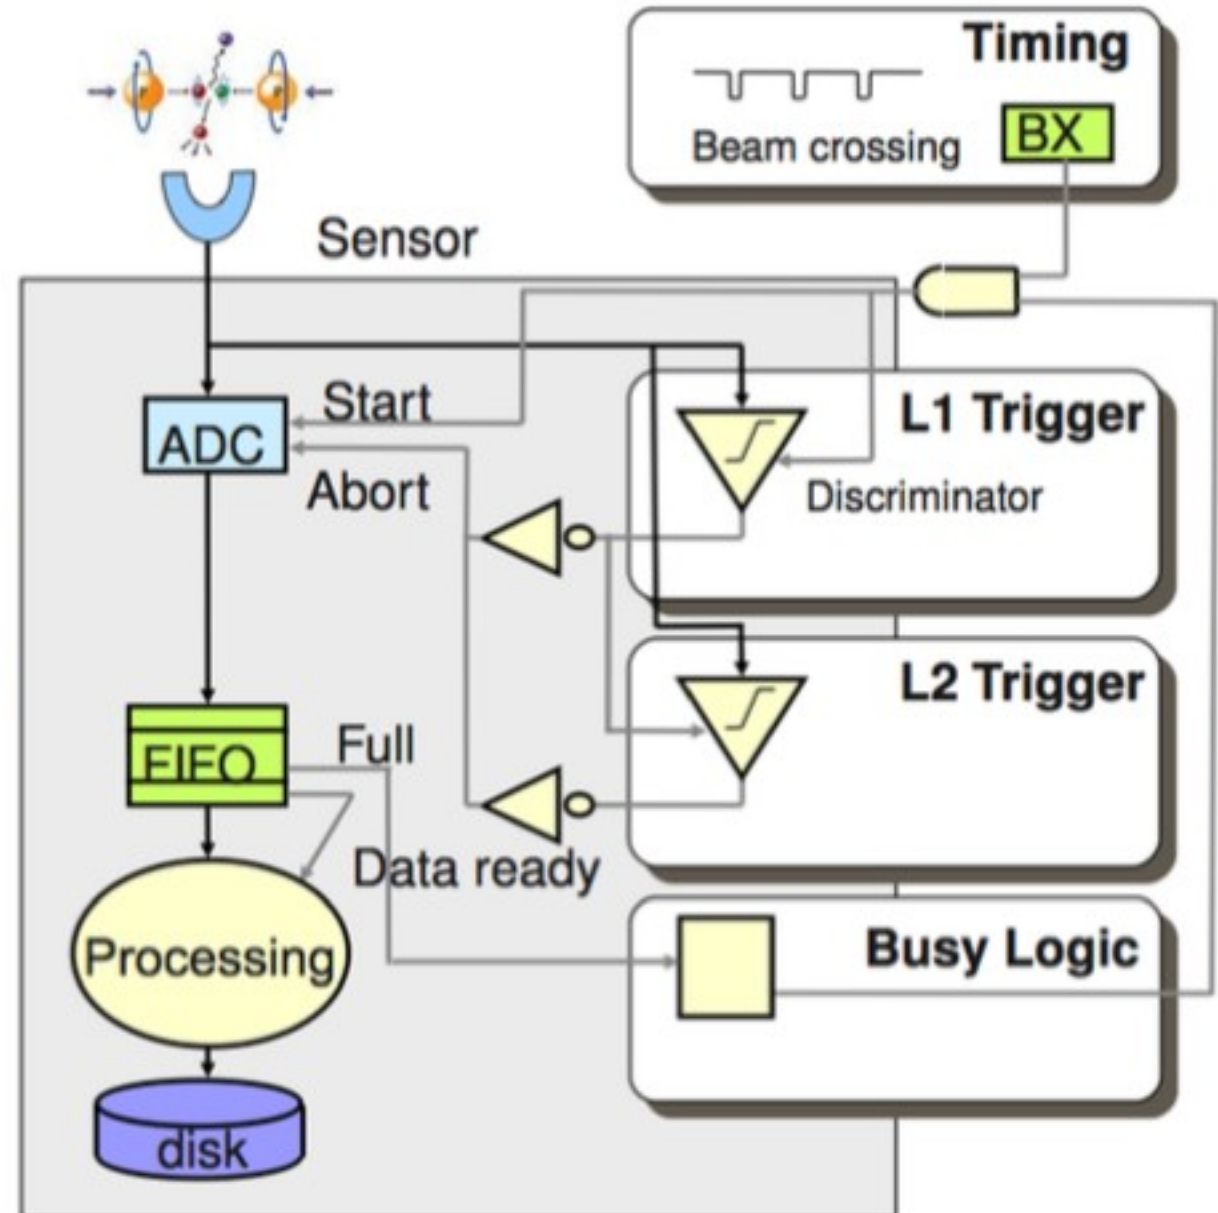 Timing
Beam crossing
BX
Sensor
Start
ADC
Abort
L1 Trigger
Discriminator
L2 Trigger
Full
FIFO
Data ready
Processing
Busy Logic
disk